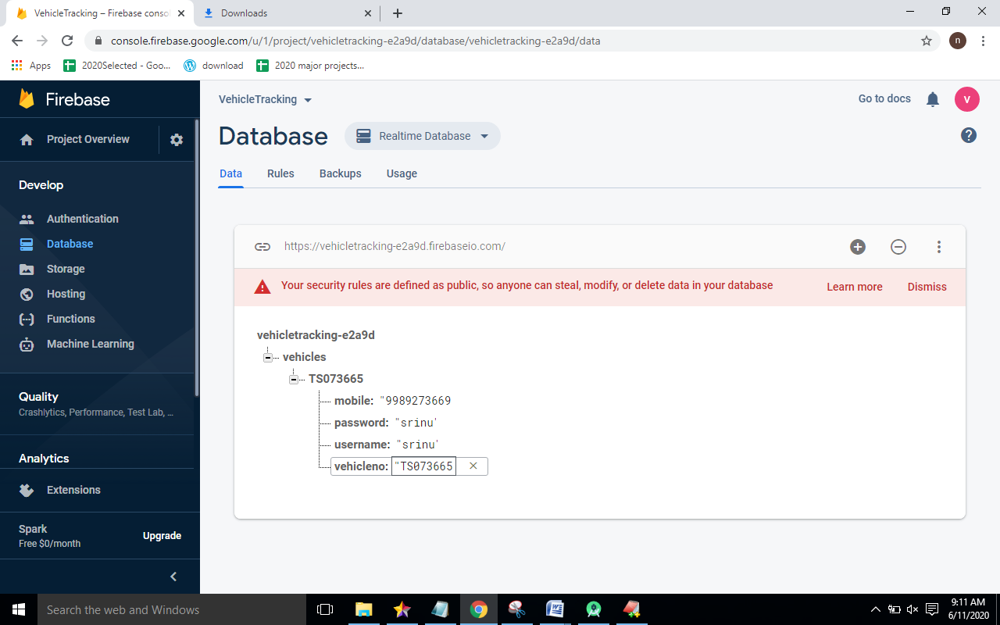 VehicleTracking – Firebase conso
Downloads
console.firebase.google.com/u/1/project/vehicletracking-e2a9d/database/vehicletracking-e2a9d/data
n
Apps
2020Selected - Goo...
download
2020 major projects...
Firebase
VehicleTracking
Go to docs
V
Project Overview
Database
Realtime Database
Data
Rules
Backups
Usage
Develop
Authentication
Database
Storage
Hosting
Functions
Machine Learning
Quality
Crashlytics, Performance, Test Lab, ...
Analytics
Extensions
Spark
Free $0/month
Upgrade
https://vehicletracking-e2a9d.firebaseio.com/
Your security rules are defined as public, so anyone can steal, modify, or delete data in your database
Learn more
Dismiss
vehicletracking-e2a9d
vehicles
TS073665
mobile: "9989273669
password: "srinu'
username: "srinu'
vehicleno: "TS073665
Search the web and Windows
9:11 AM
6/11/2020